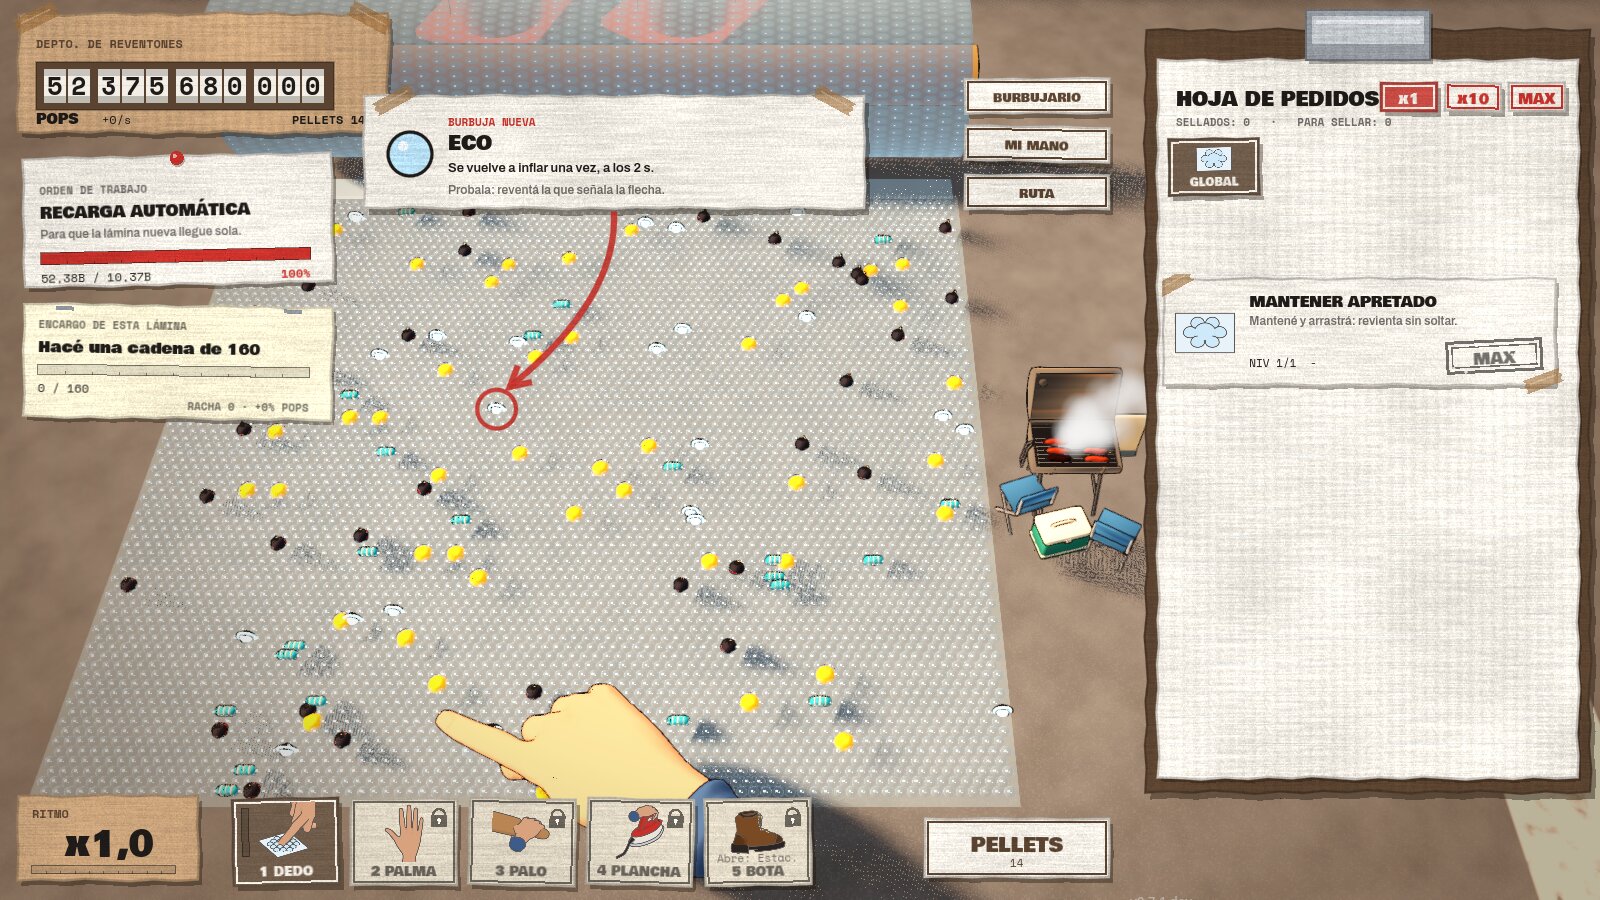 DEPTO. DE REVENTONES
52 375 680 000
POPS +0/s PELLETS 14
ORDEN DE TRABAJO
RECARGA AUTOMÁTICA
Para que la lámina nueva llegue sola.
52,38B / 10,37B 100%
ENCARGO DE ESTA LÁMINA
Hacé una cadena de 160
0 / 160
RACHA 0 · +0% POPS
BURBUJA NUEVA
ECO
Se vuelve a inflar una vez, a los 2 s.
Probala: reventá la que señala la flecha.
BURBUJARIO
MI MANO
RUTA
HOJA DE PEDIDOS x1 x10 MAX
SELLADOS: 0 · PARA SELLAR: 0
GLOBAL
MANTENER APRETADO
Mantené y arrastrá: revienta sin soltar.
NIV 1/1 - MAX
RITMO
x1,0
1 DEDO
2 PALMA
3 PALO
4 PLANCHA
Abre: Estac.
5 BOTA
PELLETS
14